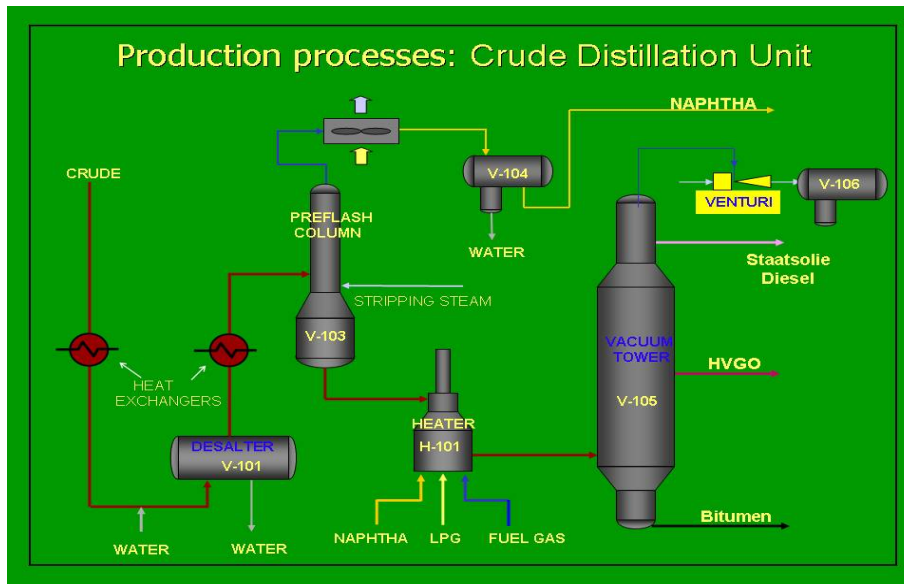 Production processes: Crude Distillation Unit
NAPHTHA
CRUDE
V-104
V-106
VENTURI
PREFLASH
COLUMN
WATER
Staatsolie
Diesel
STRIPPING STEAM
V-103
VACUUM
TOWER
HEAT
EXCHANGERS
HVGO
V-105
HEATER
H-101
DESALTER
V-101
Bitumen
NAPHTHA
LPG
FUEL GAS
WATER
WATER